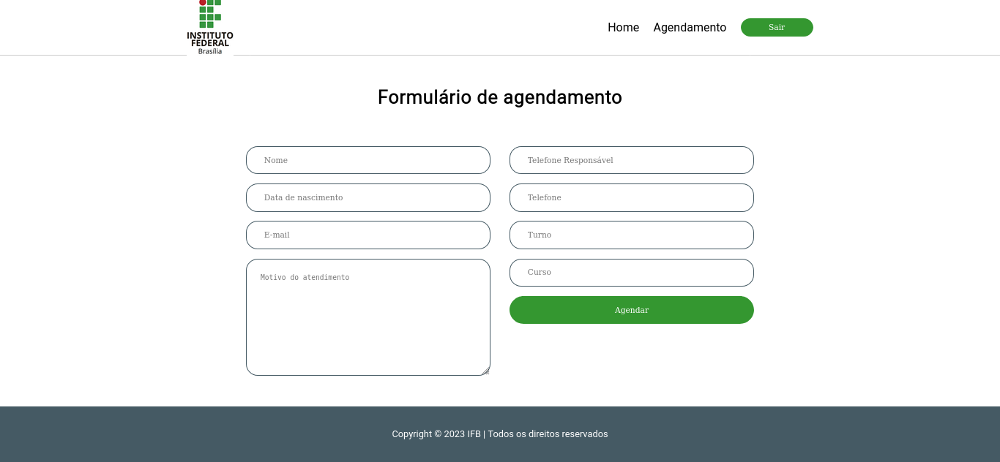 INSTITUTO
FEDERAL
Brasília
Home Agendamento Sair
Formulário de agendamento
Nome
Telefone Responsável
Data de nascimento
Telefone
E-mail
Turno
Motivo do atendimento
Curso
Agendar
Copyright © 2023 IFB | Todos os direitos reservados